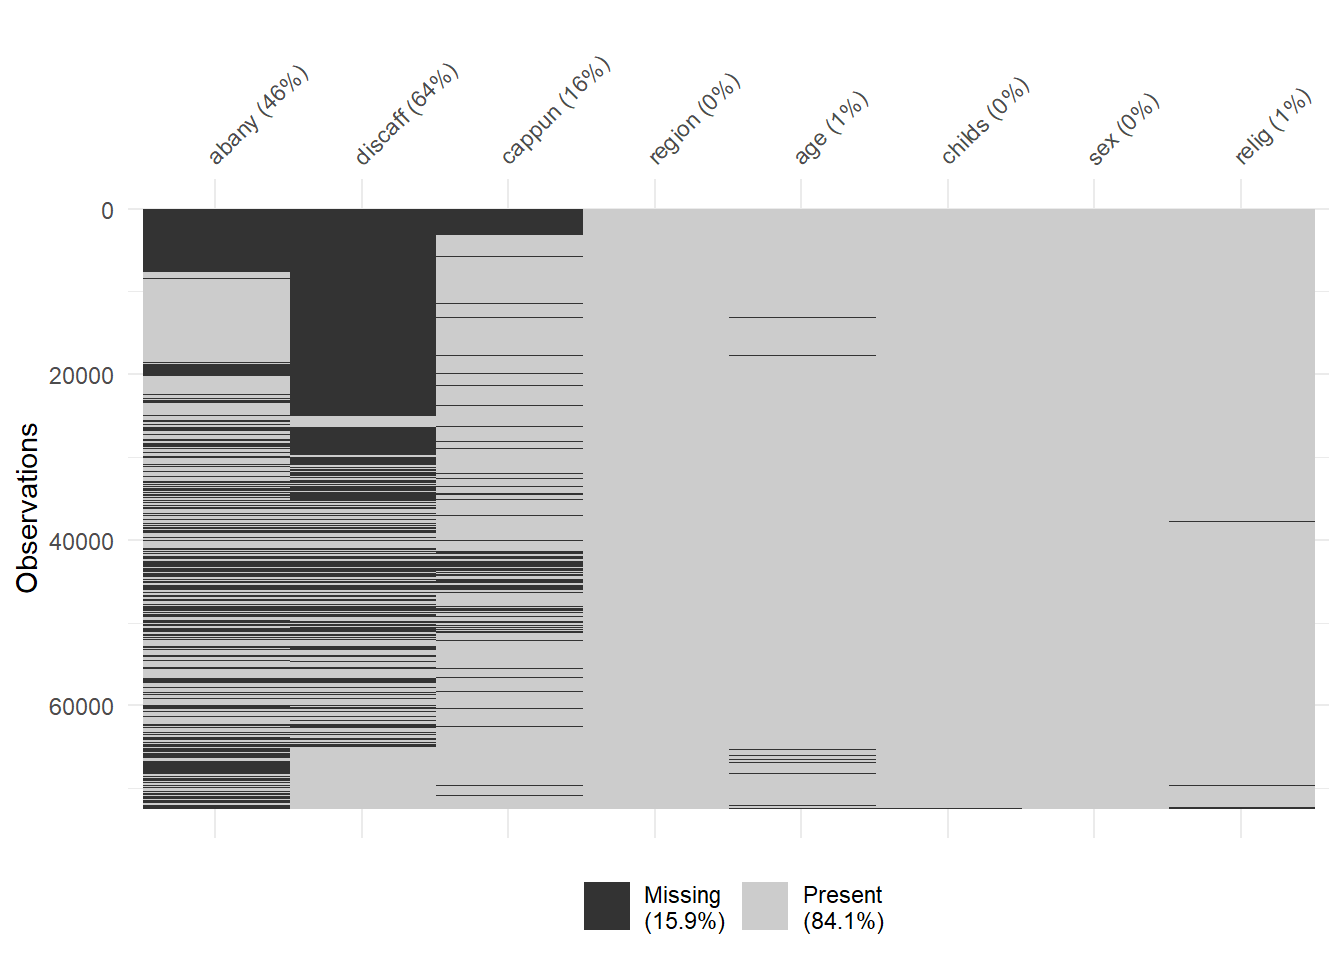 abany (46%)
discaff (64%)
cappun (16%)
region (0%)
age (1%)
childs (0%)
sex (0%)
relig (1%)
0
20000
40000
60000
Observations
Missing
(15.9%)
Present
(84.1%)